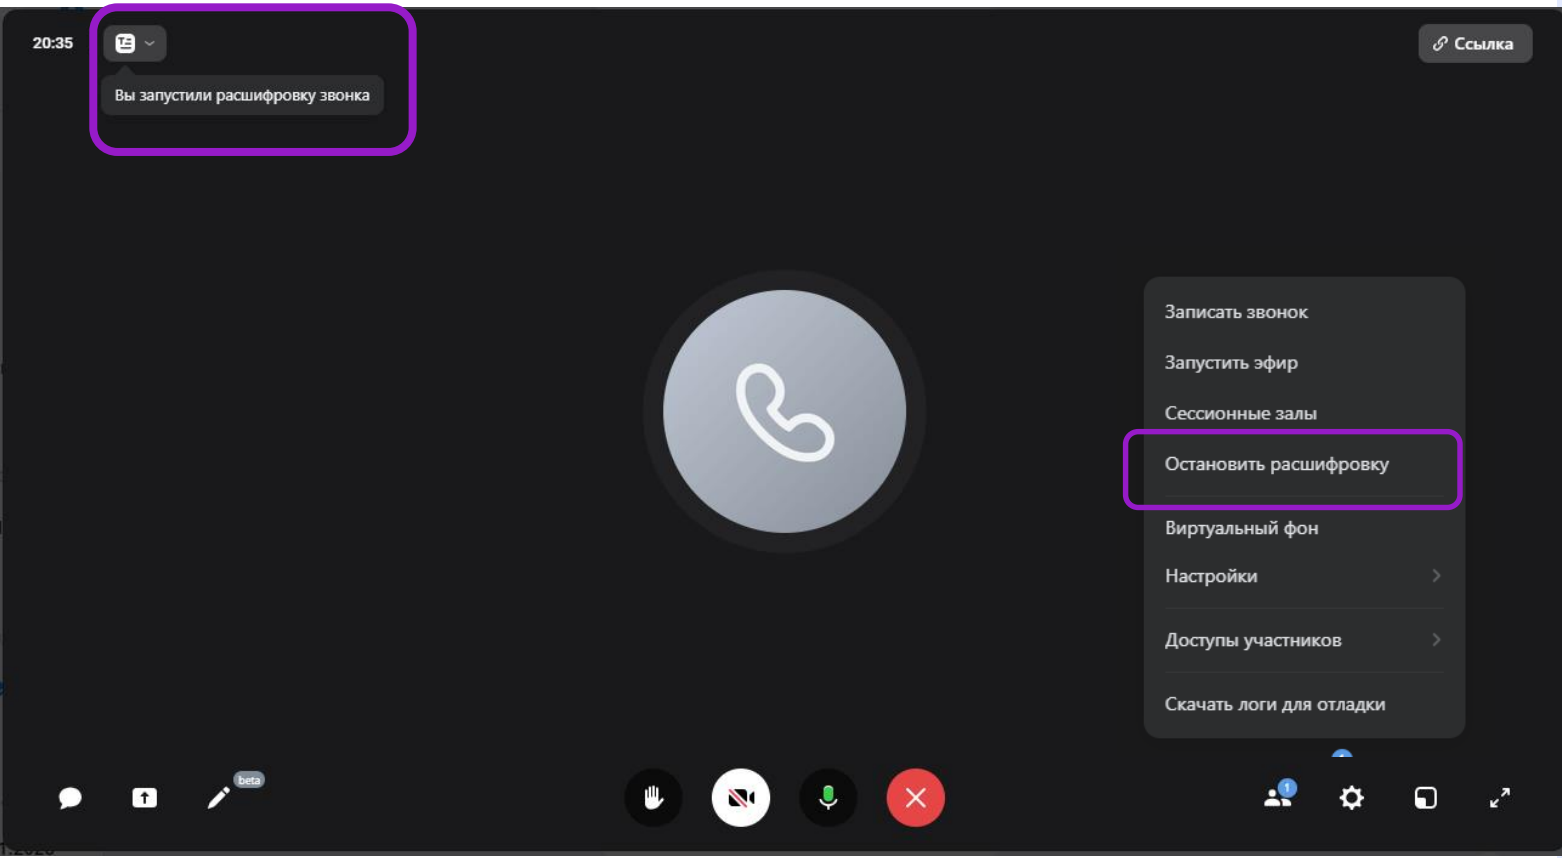 20:35
Ссылка
Вы запустили расшифровку звонка
Записать звонок
Запустить эфир
Сессионные залы
Остановить расшифровку
Виртуальный фон
Настройки
Доступы участников
Скачать логи для отладки
beta
1